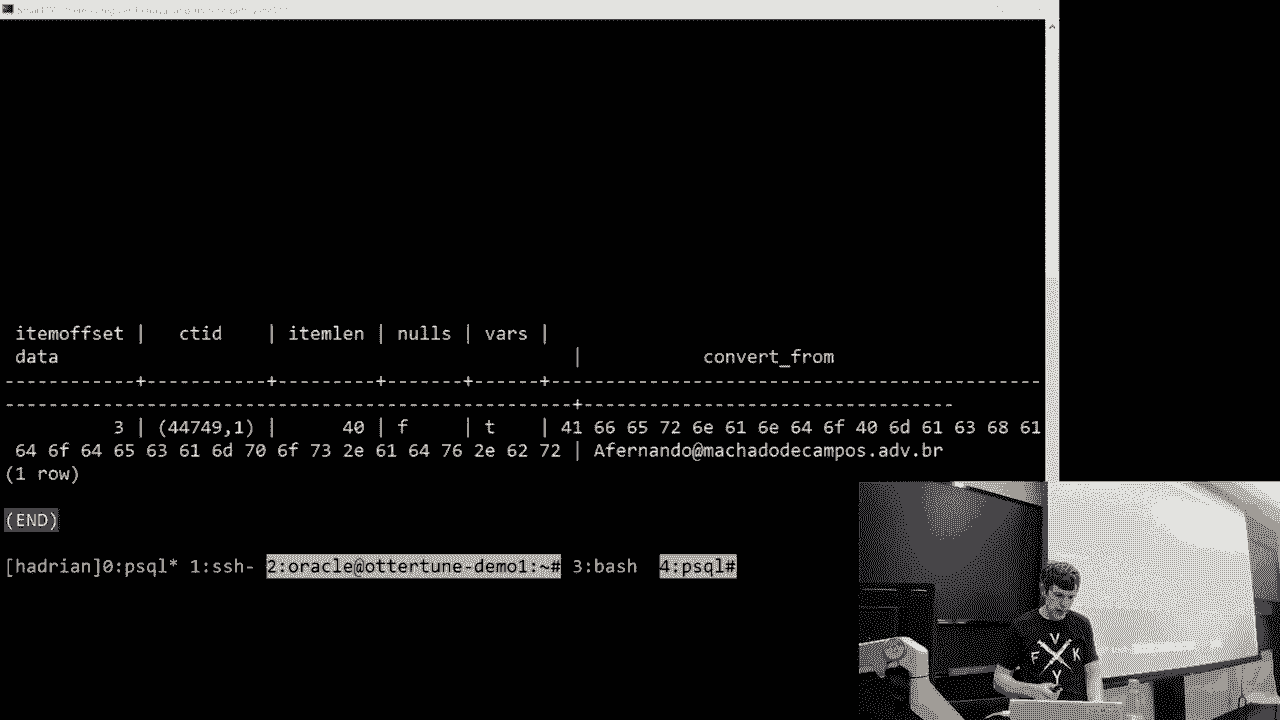 itemoffset | ctid | itemlen | nulls | vars |
data | convert_from
------------+-----------+---------+-------+------+---------------------------------------------
----------------------------------------------------+----------------------------------
3 | (44749,1) | 40 | f | t | 41 66 65 72 6e 61 6e 64 6f 40 6d 61 63 68 61
64 6f 64 65 63 61 6d 70 6f 73 2e 61 64 76 2e 62 72 | Afernando@machadodecampos.adv.br
(1 row)
(END)
[hadrian]0:psql* 1:ssh- 2:oracle@ottertune-demo1:~# 3:bash 4:psql#
V
F K
Y